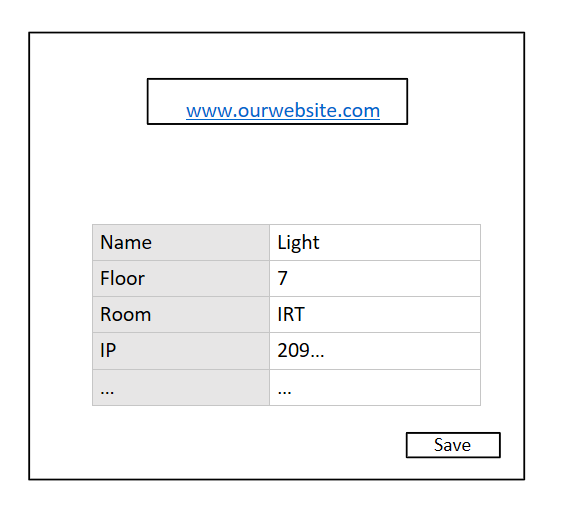 www.ourwebsite.com
Name Light
Floor 7
Room IRT
IP 209...
... ...
Save